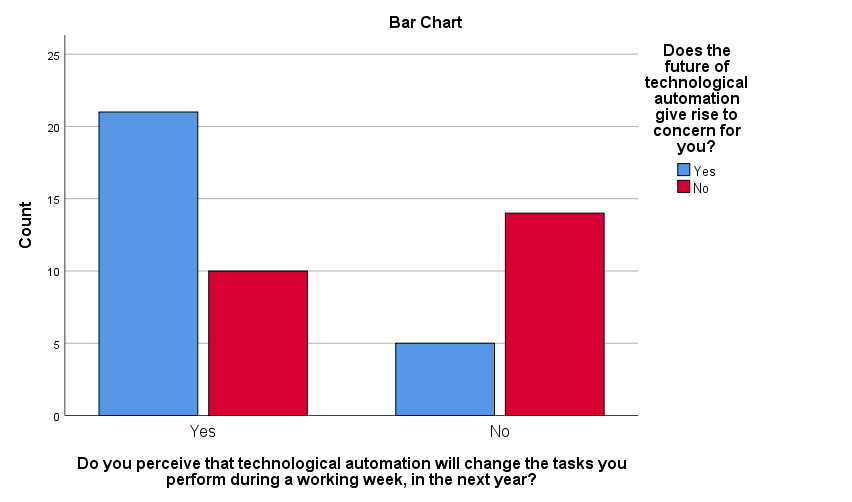 Bar Chart
25
20
15
10
5
0
Count
Yes
No
Do you perceive that technological automation will change the tasks you
perform during a working week, in the next year?
Does the
future of
technological
automation
give rise to
concern for
you?
Yes
No